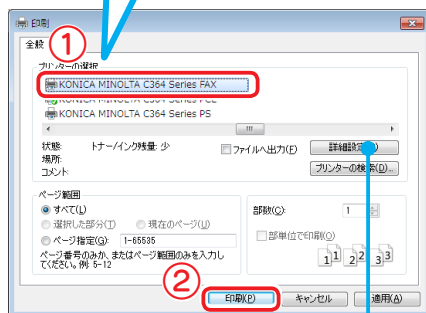 印刷
全般
①
プリンターの選択
KONICA MINOLTA C364 Series FAX
KONICA MINOLTA C364 Series PCL
KONICA MINOLTA C364 Series PS
状態: トナー/インク残量: 少
場所:
コメント:
ファイルへ出力(F)
詳細設定
プリンターの検索(D)...
ページ範囲
すべて(L)
選択した部分(T)
現在のページ(U)
ページ指定(G): 1-65535
ページ番号のみか、またはページ範囲のみを入力し
てください。例: 5-12
部数(C): 1
部単位で印刷(O)
1 1 2 2 3 3
②
印刷(P)
キャンセル
適用(A)